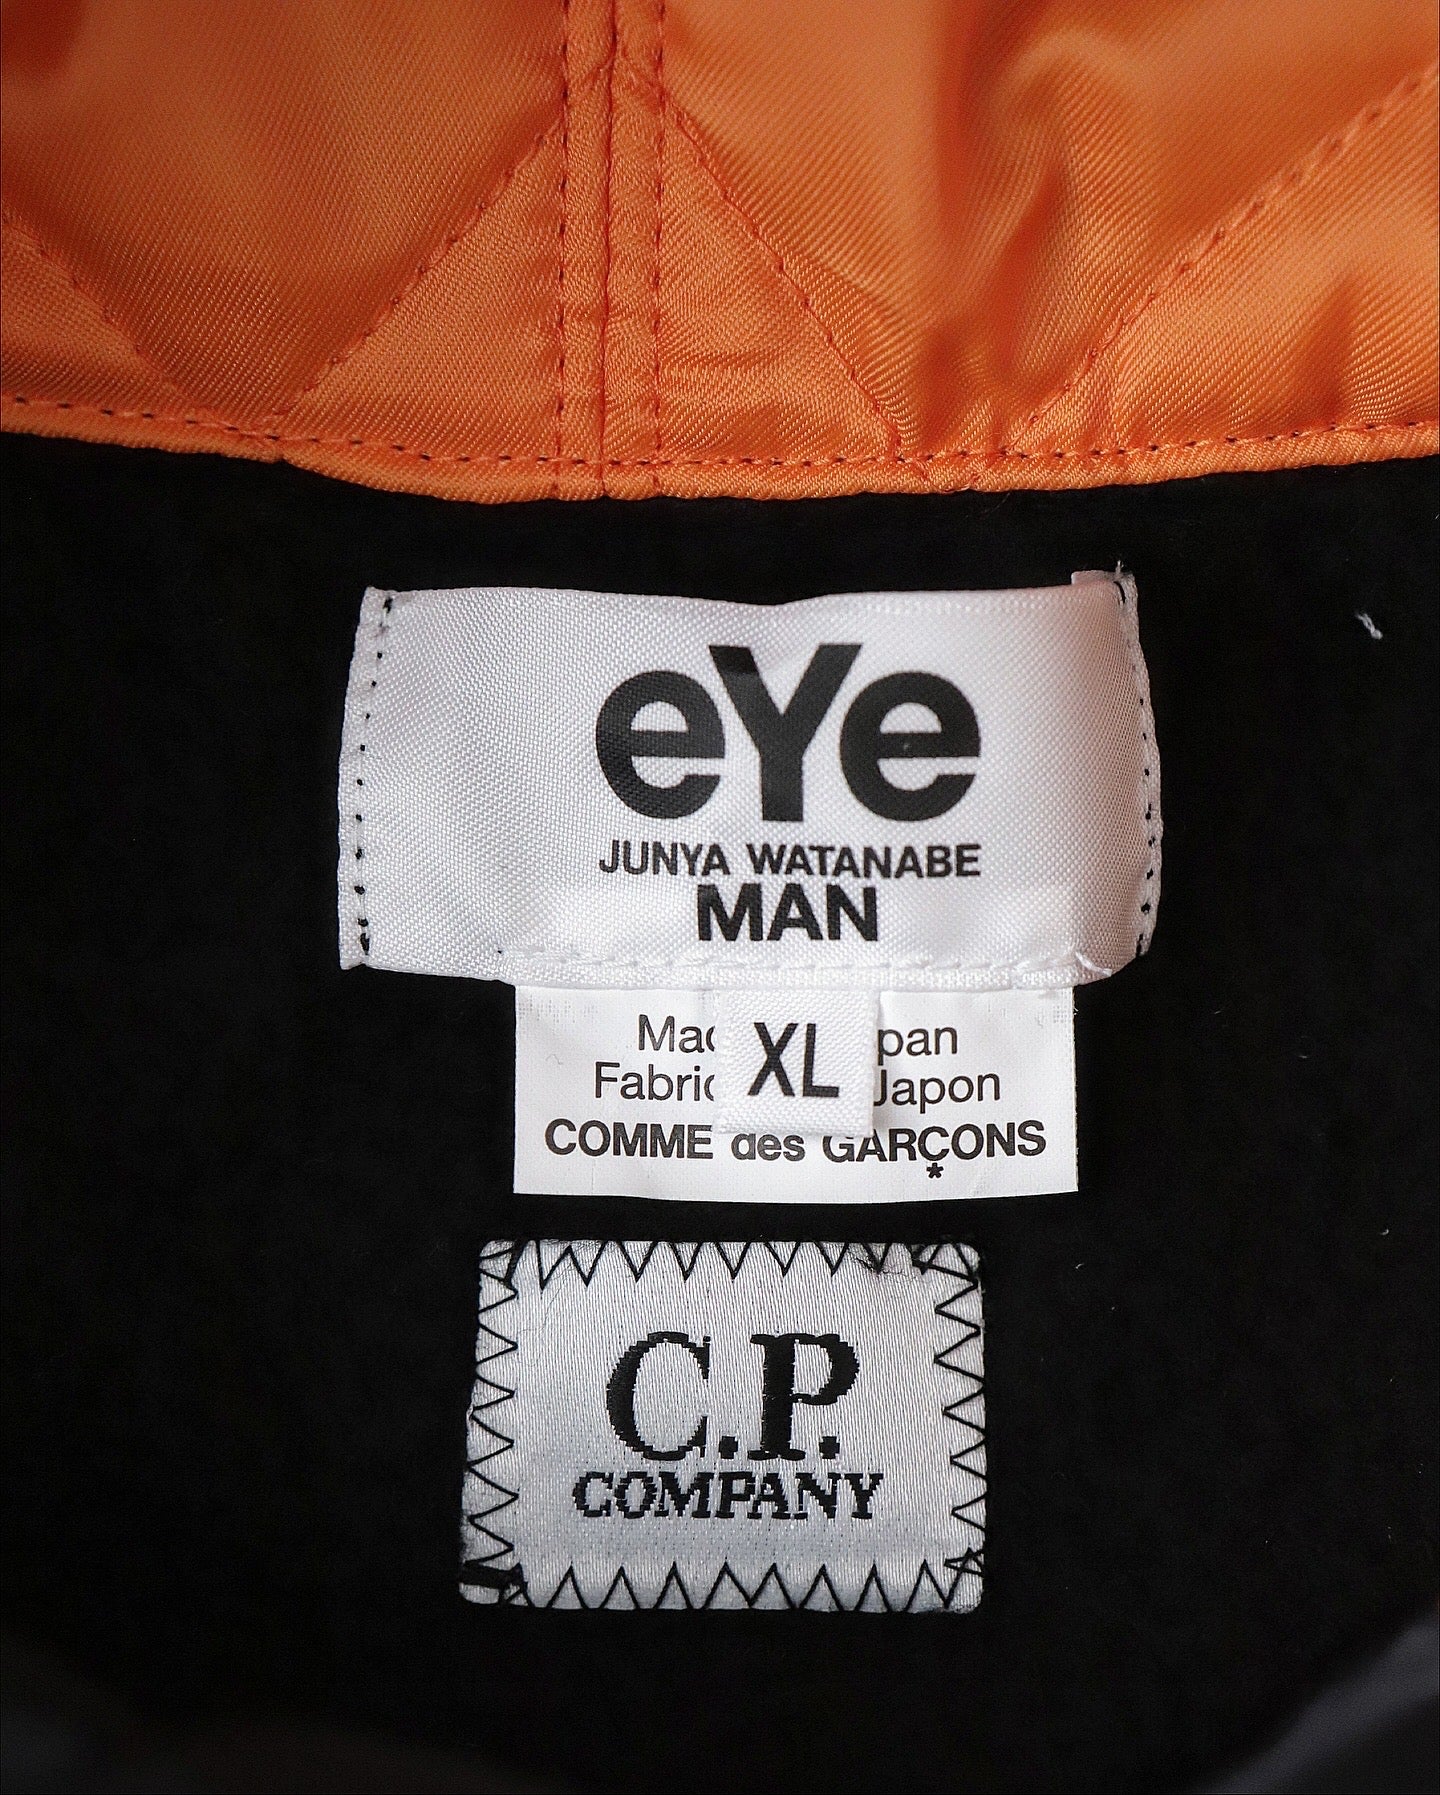 eYe
JUNYA WATANABE
MAN
XL
COMME des GARÇONS
*
C.P.
COMPANY